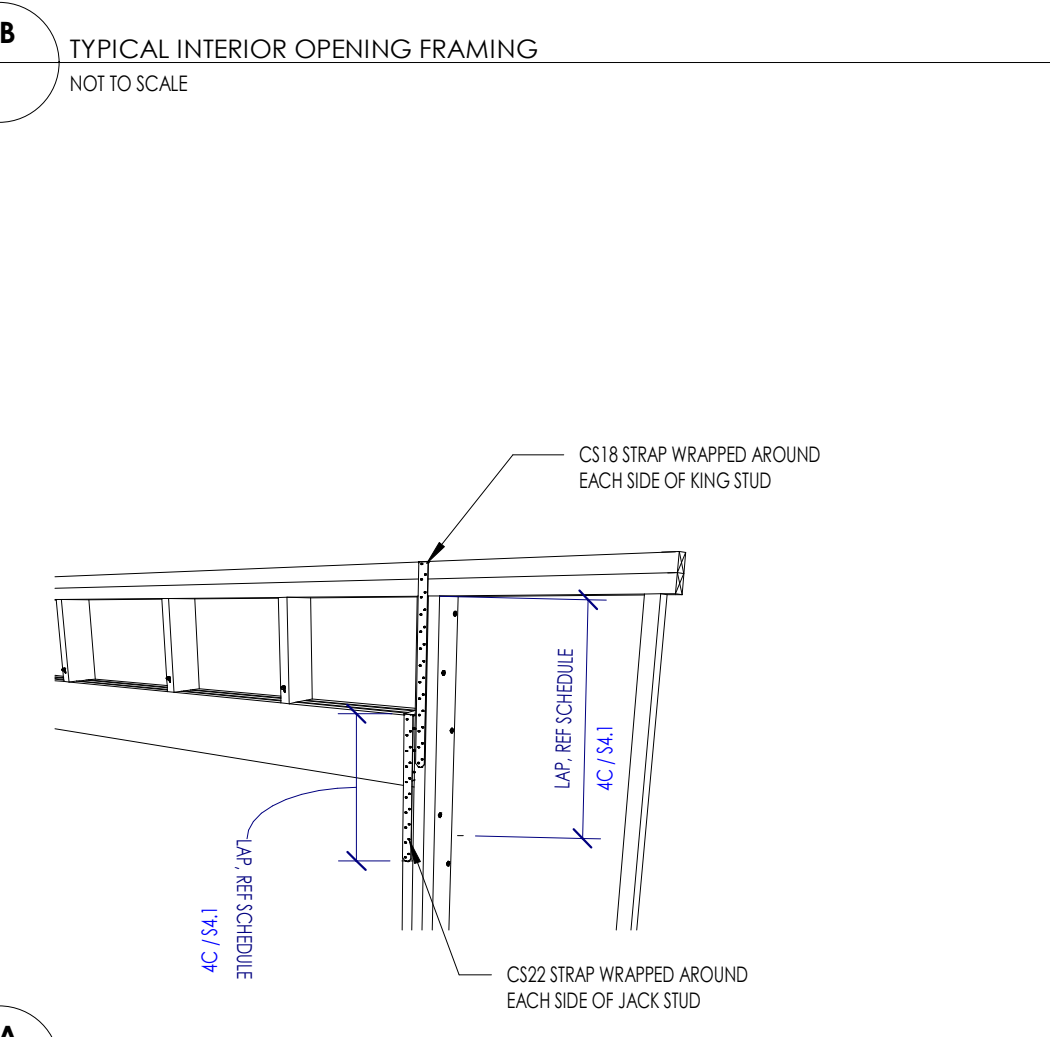 B
TYPICAL INTERIOR OPENING FRAMING
NOT TO SCALE
CS18 STRAP WRAPPED AROUND
EACH SIDE OF KING STUD
LAP, REF SCHEDULE
4C / S4.1
LAP, REF SCHEDULE
4C / S4.1
CS22 STRAP WRAPPED AROUND
EACH SIDE OF JACK STUD
A